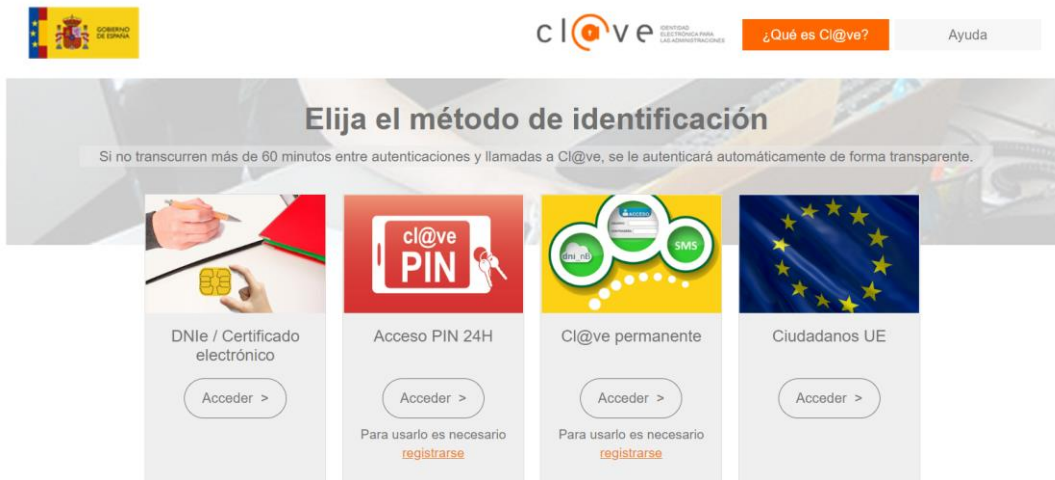 GOBIERNO
DE ESPAÑA
cl@ve
IDENTIDAD
ELECTRÓNICA PARA
LAS ADMINISTRACIONES
¿Qué es Cl@ve?
Ayuda
Elija el método de identificación
Si no transcurren más de 60 minutos entre autenticaciones y llamadas a Cl@ve, se le autenticará automáticamente de forma transparente.
cl@ve
PIN
ACCESO
dni_nB
SMS
DNIe / Certificado
electrónico
Acceder >
Acceso PIN 24H
Acceder >
Para usarlo es necesario
registrarse
Cl@ve permanente
Acceder >
Para usarlo es necesario
registrarse
Ciudadanos UE
Acceder >